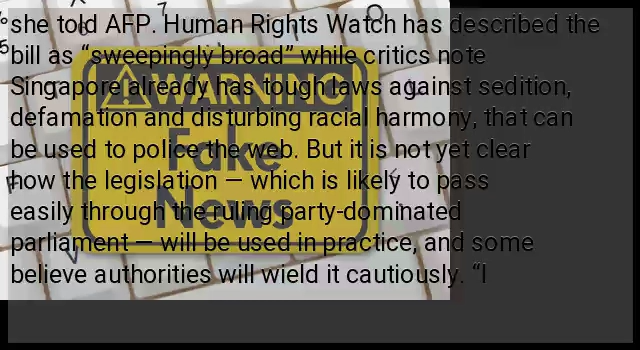 she told AFP. Human Rights Watch has described the
bill as “sweepingly broad” while critics note
Singapore already has tough laws against sedition,
defamation and disturbing racial harmony, that can
be used to police the web. But it is not yet clear
how the legislation — which is likely to pass
easily through the ruling party-dominated
parliament — will be used in practice, and some
believe authorities will wield it cautiously. “I
WARNING
Fake
News